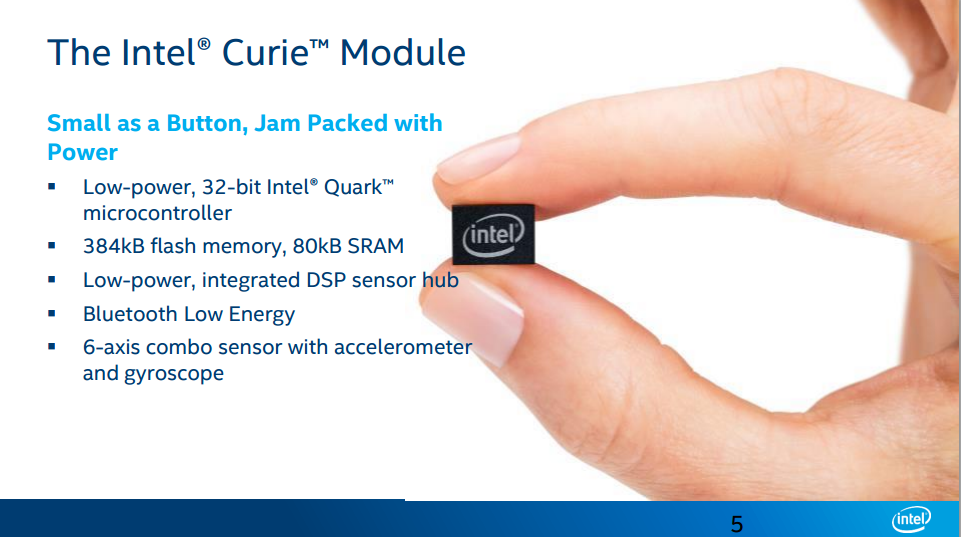 The Intel® Curie™ Module
Small as a Button, Jam Packed with
Power
▪ Low-power, 32-bit Intel® Quark™
microcontroller
▪ 384kB flash memory, 80kB SRAM
▪ Low-power, integrated DSP sensor hub
▪ Bluetooth Low Energy
▪ 6-axis combo sensor with accelerometer
and gyroscope
intel®
5
intel